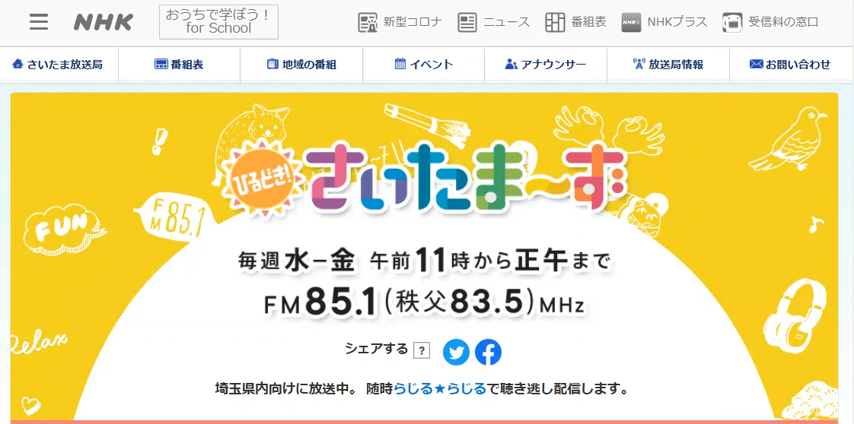 NHK
おうちで学ぼう!
for School
新型コロナ
ニュース
番組表
NHKプラス
受信料の窓口
さいたま放送局
番組表
地域の番組
イベント
アナウンサー
放送局情報
お問い合わせ
ひるどき!
さいたま〜ず
FM
85.1
FUN
毎週水-金 午前11時から正午まで
FM85.1(秩父83.5)MHz
Relax
シェアする ?
埼玉県内向けに放送中。 随時らじる★らじるで聴き逃し配信します。